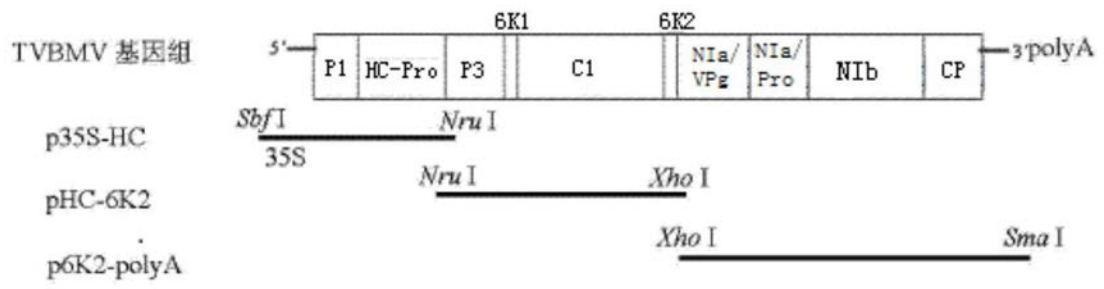 6K1 6K2
TVBMV 基因组 5' P1 HC-Pro P3 C1 NIa/VPg NIa/Pro NIb CP 3'polyA
SbfⅠ NruⅠ
p35S-HC
35S
NruⅠ XhoⅠ
pHC-6K2
XhoⅠ SmaⅠ
p6K2-polyA